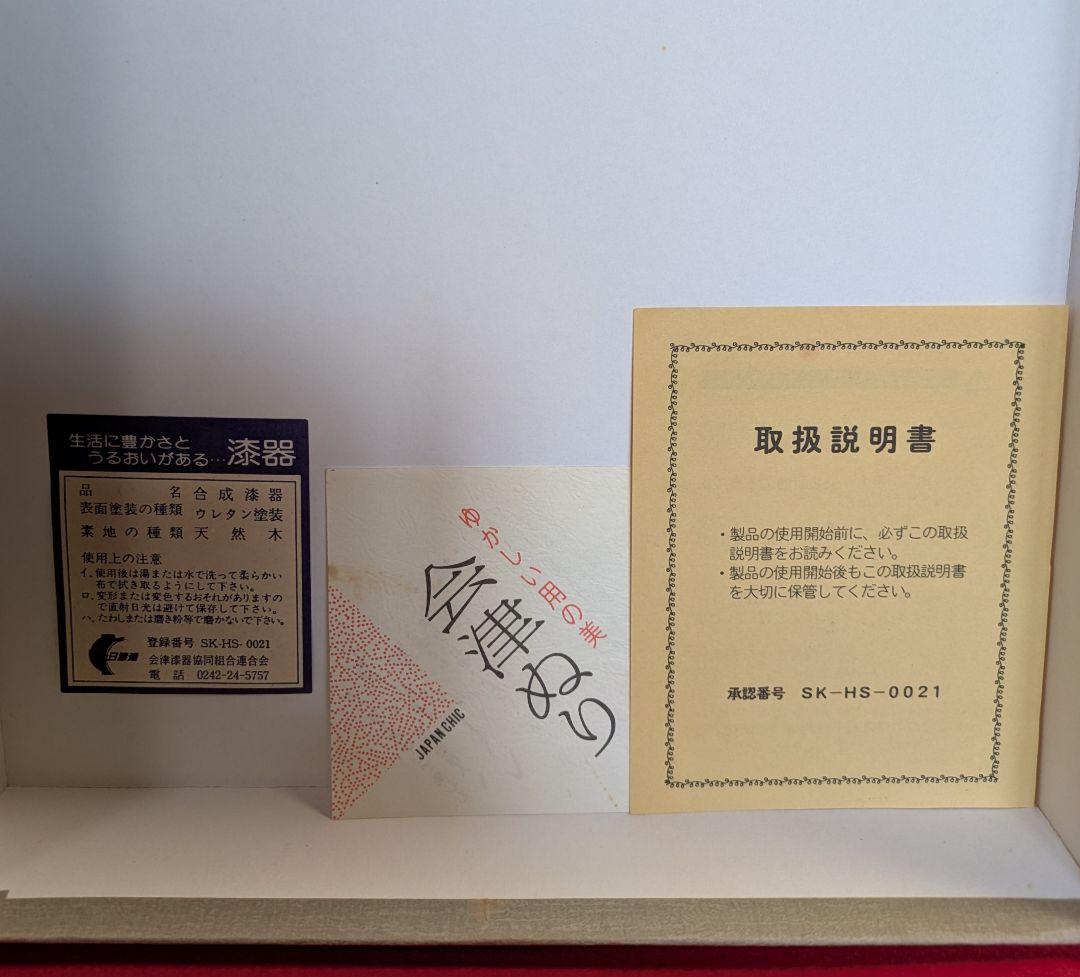 生活に豊かさと
うるおいがある…漆器
品名 合成漆器
表面塗装の種類 ウレタン塗装
素地の種類 天然木
使用上の注意
イ、使用後は湯または水で洗って柔らかい
布で拭き取るようにして下さい。
ロ、変形または変色するおそれがありますの
で直射日光は避けて保存して下さい。
ハ、たわしまたは磨き粉等で磨かないで下さい。
登録番号 SK-HS-0021
会津漆器協同組合連合会
電話 0242-24-5757
ゆかしい用の美
会津ぬり
JAPAN CHIC
取扱説明書
・製品の使用開始前に、必ずこの取扱
説明書をお読みください。
・製品の使用開始後もこの取扱説明書
を大切に保管してください。
承認番号 SK-HS-0021